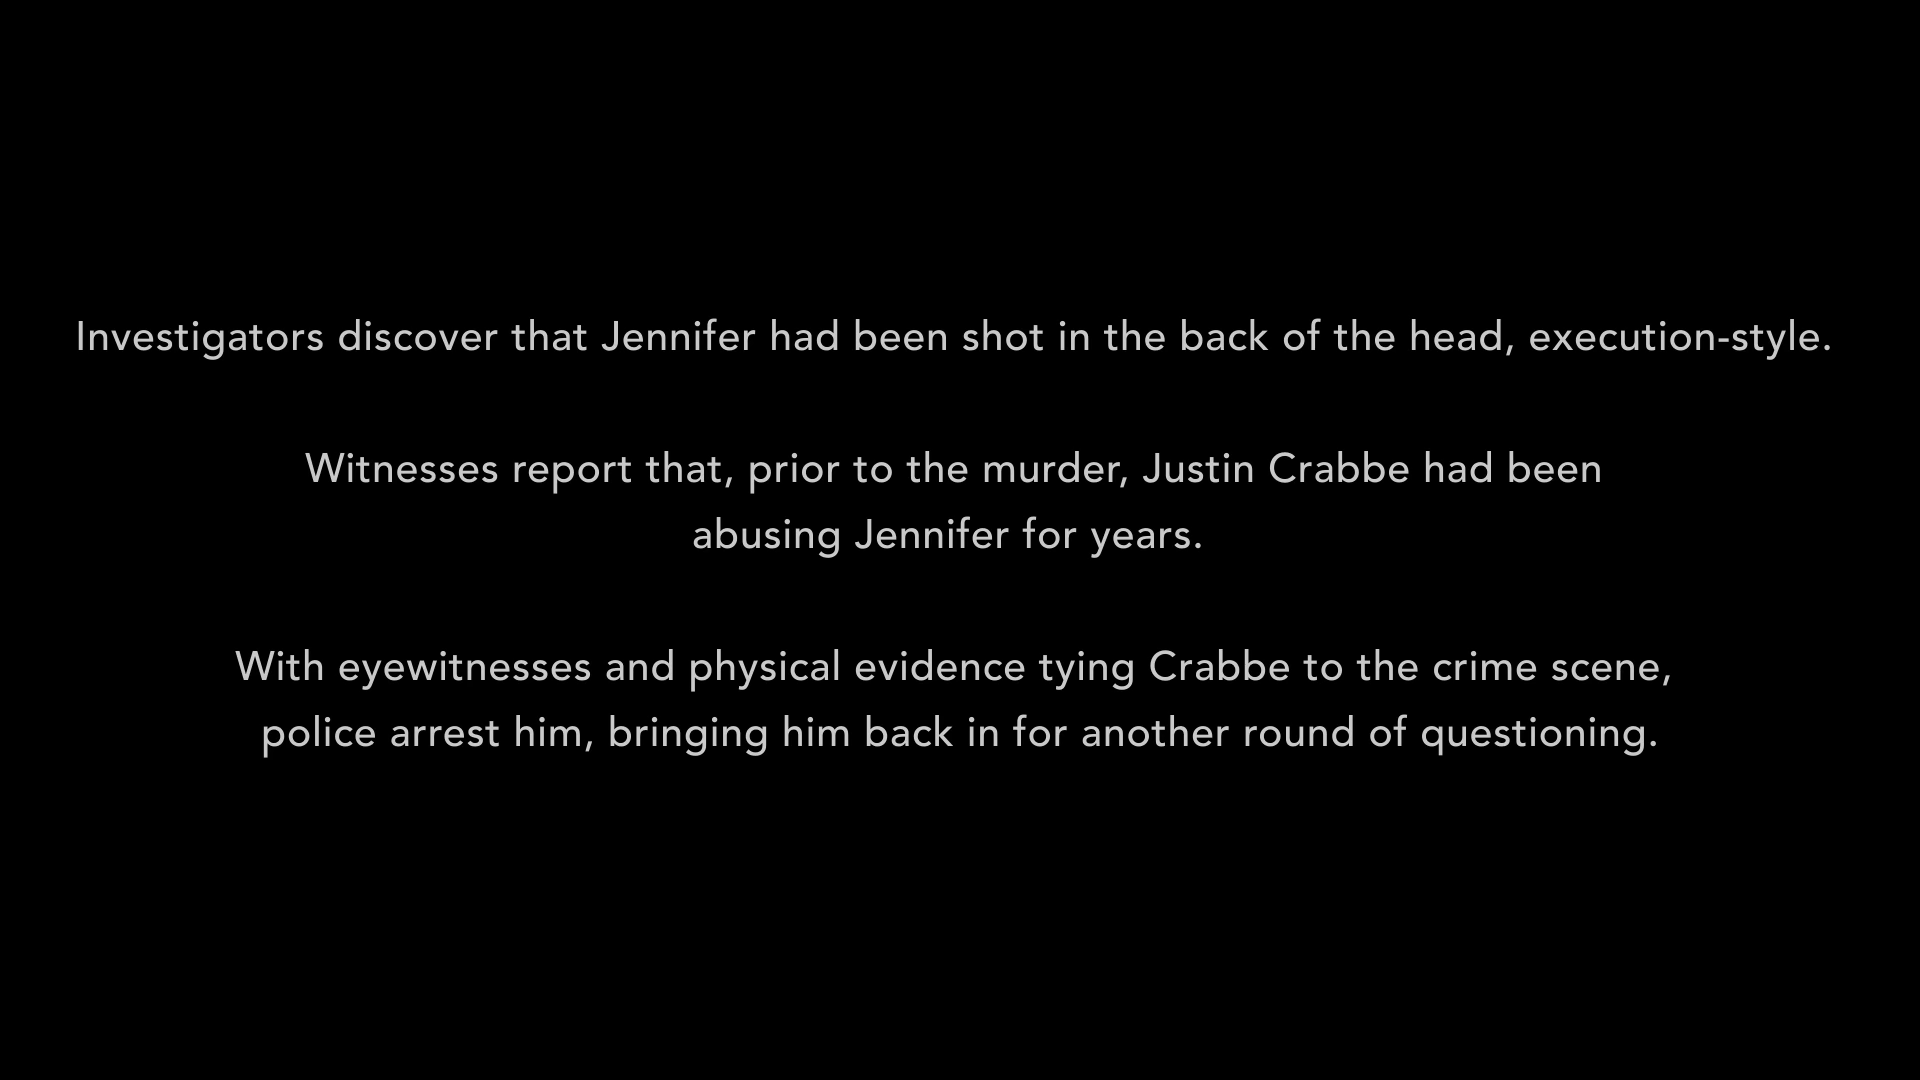 Investigators discover that Jennifer had been shot in the back of the head, execution-style.
Witnesses report that, prior to the murder, Justin Crabbe had been
abusing Jennifer for years.
With eyewitnesses and physical evidence tying Crabbe to the crime scene,
police arrest him, bringing him back in for another round of questioning.